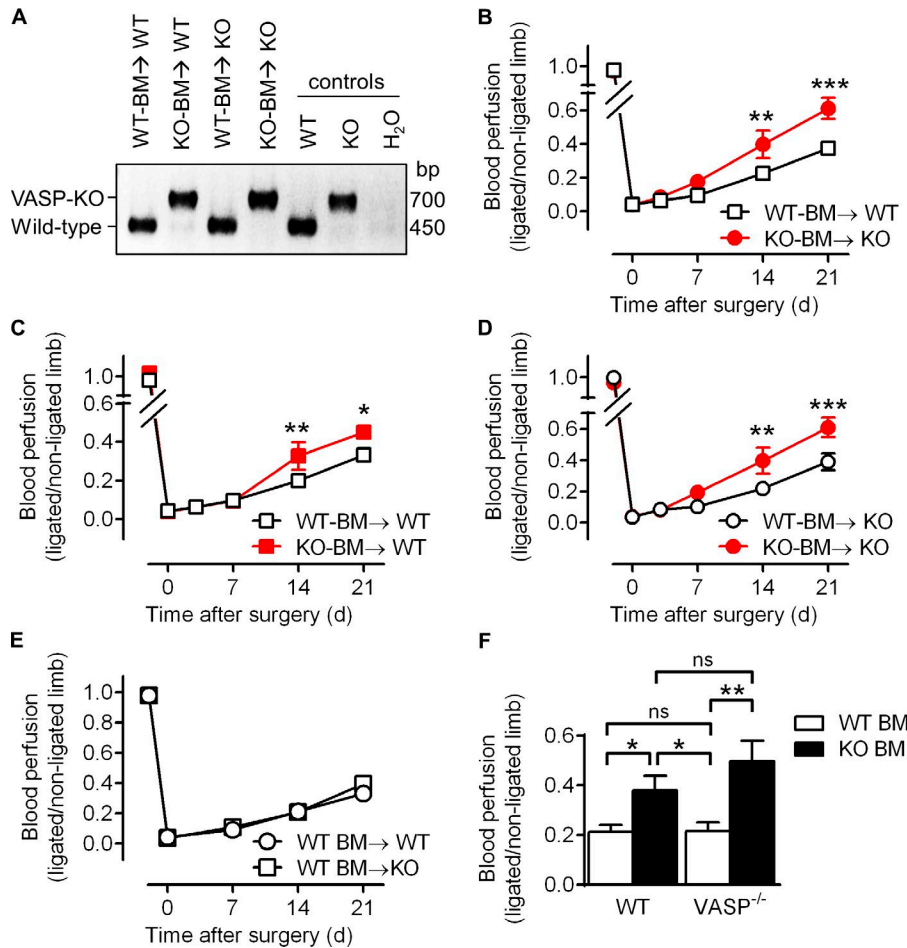 A
WT-BM→ WT
KO-BM→ WT
WT-BM→ KO
KO-BM→ KO
controls
WT
KO
H₂O
bp
VASP-KO
700
Wild-type
450
B
Blood perfusion
(ligated/non-ligated limb)
1.0
0.6
0.4
0.2
0.0
**
***
WT-BM→ WT
KO-BM→ KO
0
7
14
21
Time after surgery (d)
C
Blood perfusion
(ligated/non-ligated limb)
1.0
0.6
0.4
0.2
0.0
**
*
WT-BM→ WT
KO-BM→ WT
0
7
14
21
Time after surgery (d)
D
Blood perfusion
(ligated/non-ligated limb)
1.0
0.6
0.4
0.2
0.0
**
***
WT-BM→ KO
KO-BM→ KO
0
7
14
21
Time after surgery (d)
E
Blood perfusion
(ligated/non-ligated limb)
1.0
0.8
0.6
0.4
0.2
0.0
WT BM→ WT
WT BM→KO
0
7
14
21
Time after surgery (d)
F
Blood perfusion
(ligated/non-ligated limb)
0.6
0.4
0.2
0.0
ns
ns
**
*
*
WT BM
KO BM
WT
VASP⁻/⁻